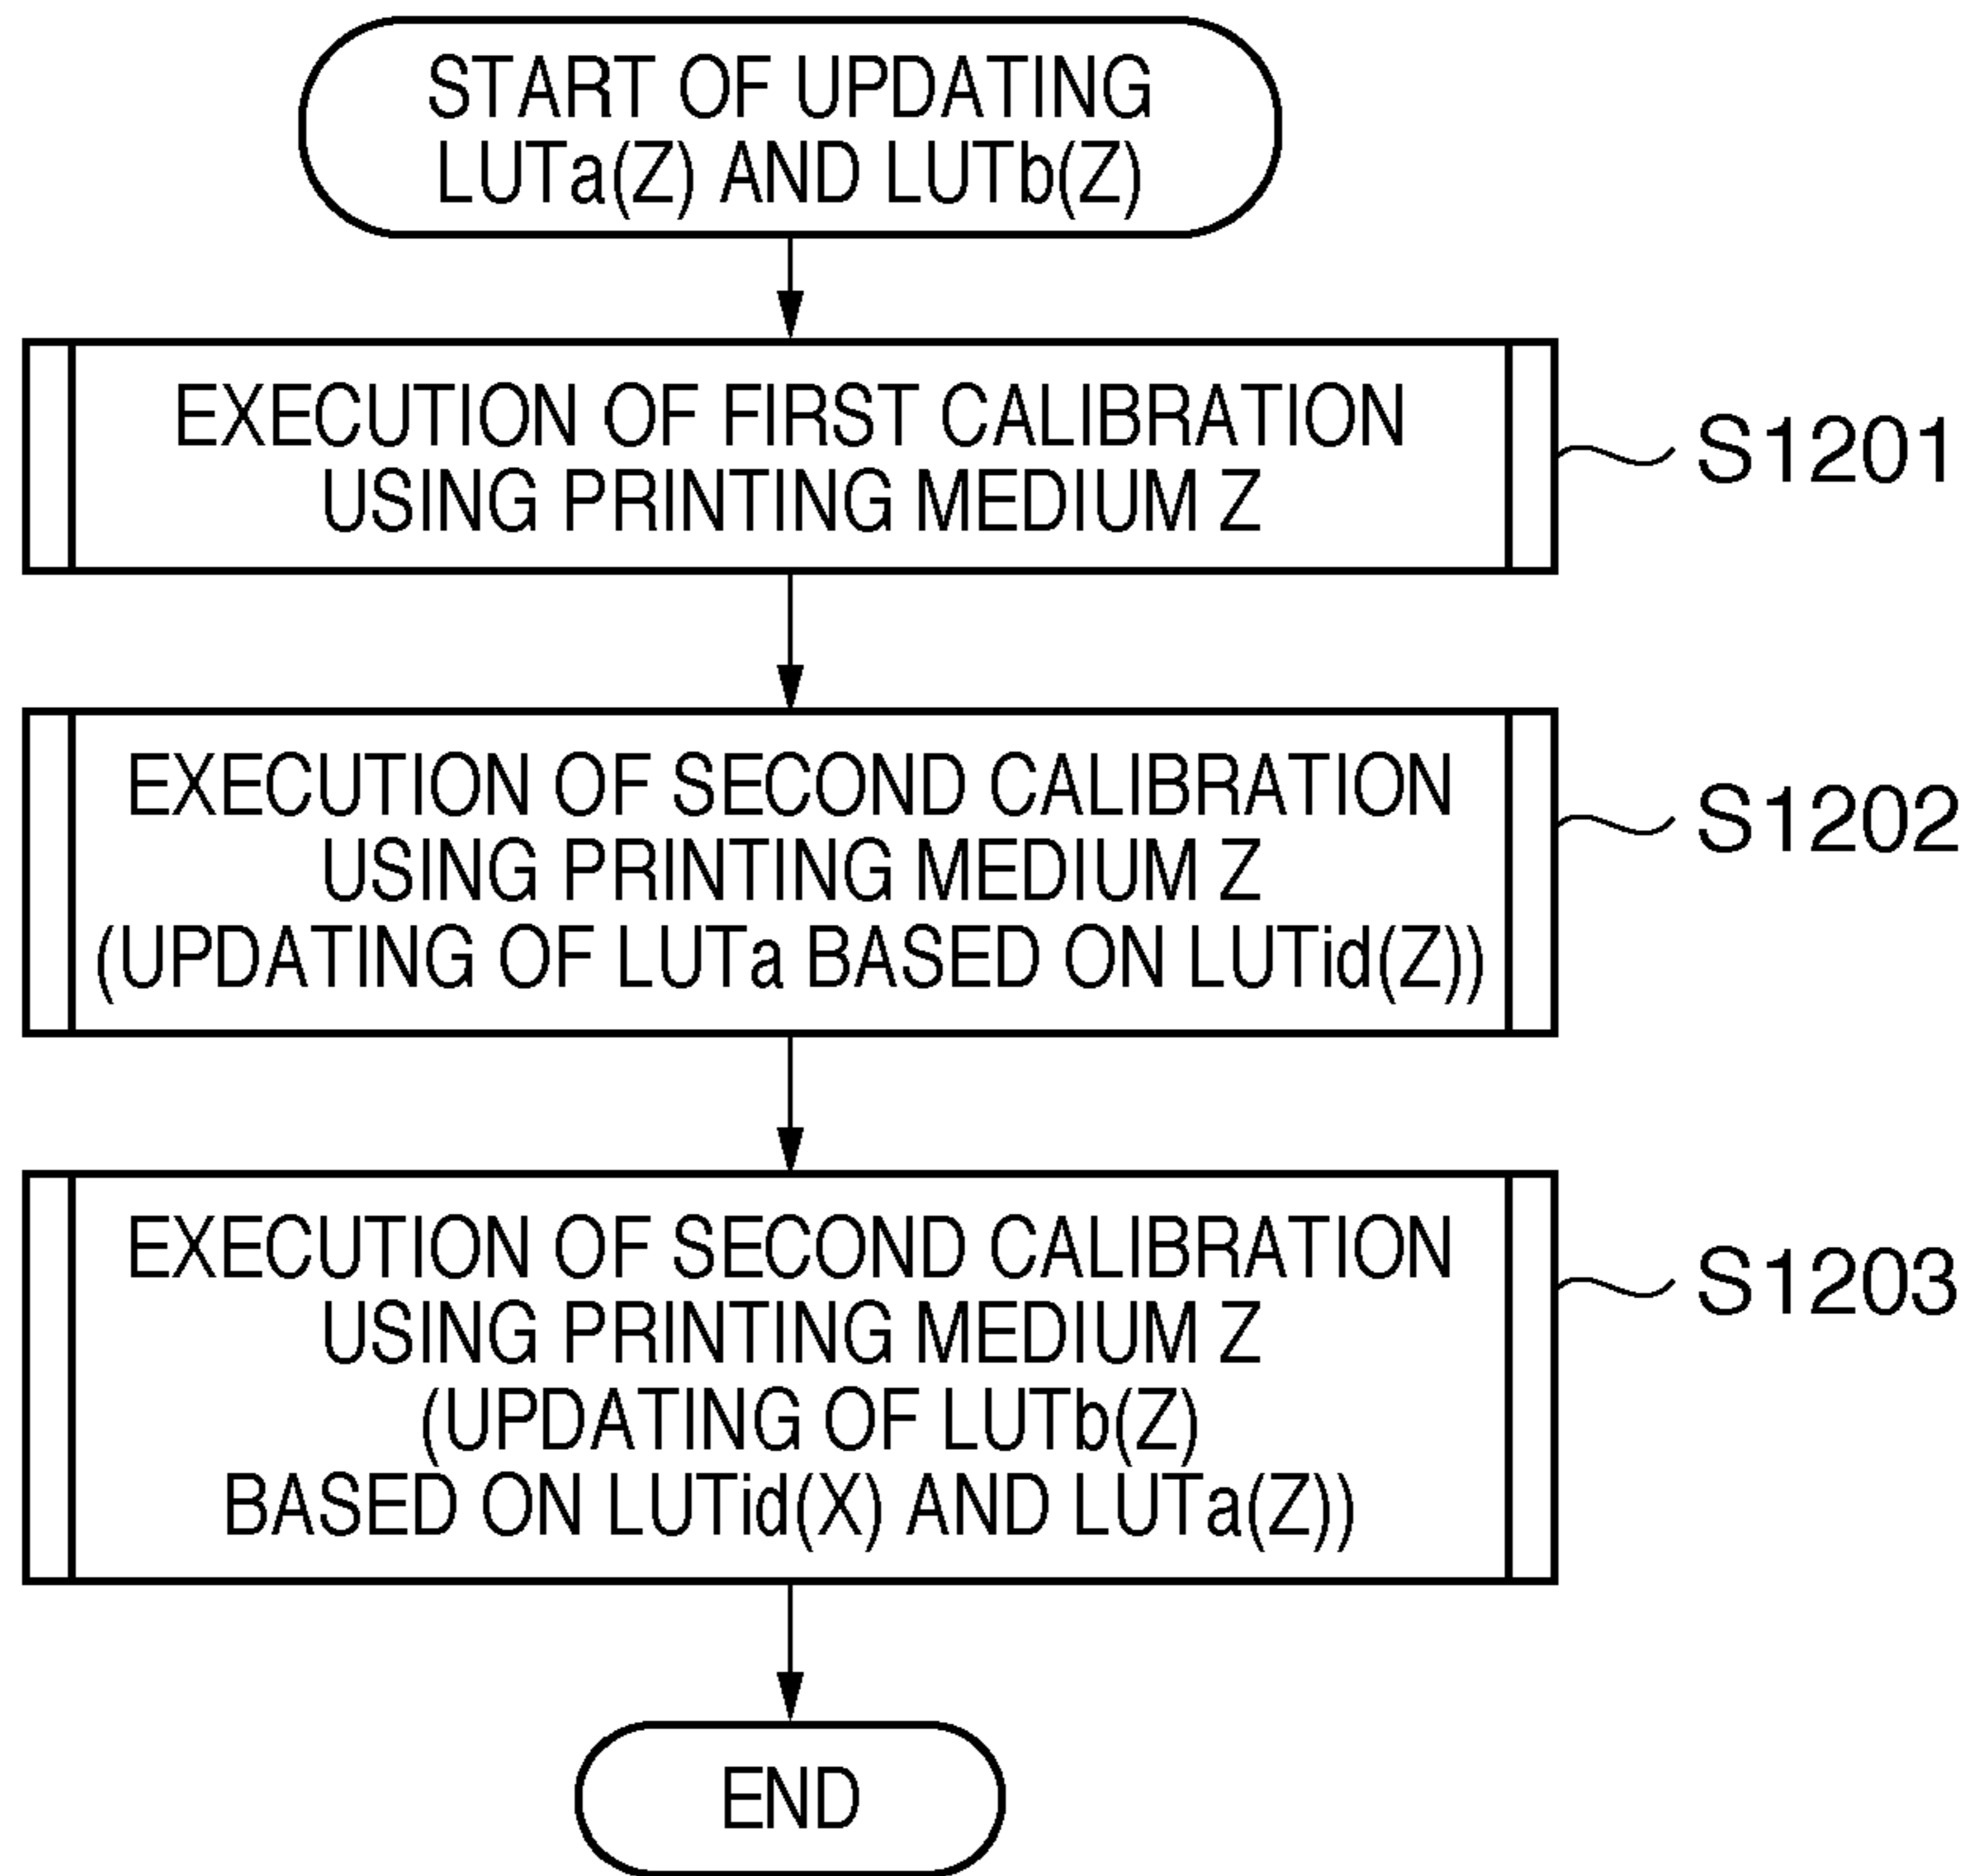 START OF UPDATING
LUTa(Z) AND LUTb(Z)
EXECUTION OF FIRST CALIBRATION
USING PRINTING MEDIUM Z
S1201
EXECUTION OF SECOND CALIBRATION
USING PRINTING MEDIUM Z
(UPDATING OF LUTa BASED ON LUTid(Z))
S1202
EXECUTION OF SECOND CALIBRATION
USING PRINTING MEDIUM Z
(UPDATING OF LUTb(Z)
BASED ON LUTid(X) AND LUTa(Z))
S1203
END